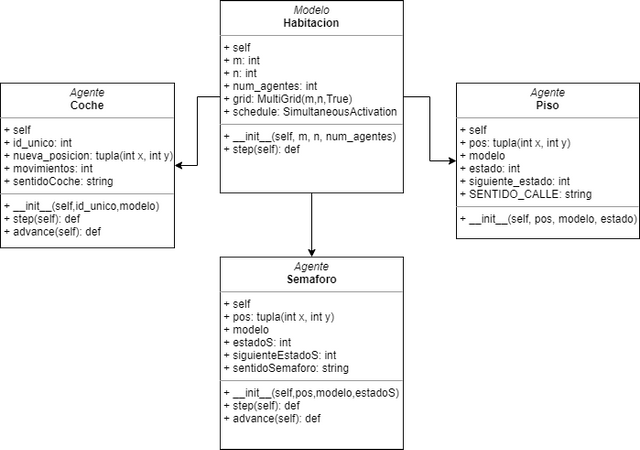 Modelo
Habitacion
+ self
+ m: int
+ n: int
+ num_agentes: int
+ grid: MultiGrid(m,n,True)
+ schedule: SimultaneousActivation
+ __init__(self, m, n, num_agentes)
+ step(self): def
Agente
Coche
+ self
+ id_unico: int
+ nueva_posicion: tupla(int x, int y)
+ movimientos: int
+ sentidoCoche: string
+ __init__(self,id_unico,modelo)
+ step(self): def
+ advance(self): def
Agente
Piso
+ self
+ pos: tupla(int x, int y)
+ modelo
+ estado: int
+ siguiente_estado: int
+ SENTIDO_CALLE: string
+ __init__(self, pos, modelo, estado)
Agente
Semaforo
+ self
+ pos: tupla(int x, int y)
+ modelo
+ estadoS: int
+ siguienteEstadoS: int
+ sentidoSemaforo: string
+ __init__(self,pos,modelo,estadoS)
+ step(self): def
+ advance(self): def